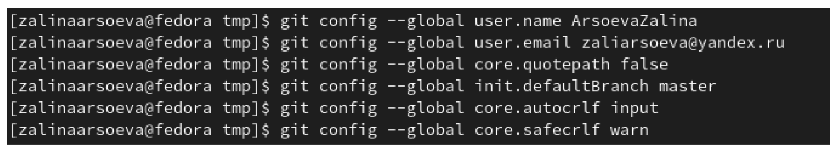 [zalinaarsoeva@fedora tmp]$ git config --global user.name ArsoevaZalina
[zalinaarsoeva@fedora tmp]$ git config --global user.email zaliarsoeva@yandex.ru
[zalinaarsoeva@fedora tmp]$ git config --global core.quotepath false
[zalinaarsoeva@fedora tmp]$ git config --global init.defaultBranch master
[zalinaarsoeva@fedora tmp]$ git config --global core.autocrlf input
[zalinaarsoeva@fedora tmp]$ git config --global core.safecrlf warn